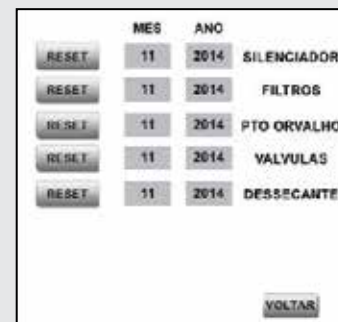 MES ANO
RESET 11 2014 SILENCIADOR
RESET 11 2014 FILTROS
RESET 11 2014 PTO ORVALHO
RESET 11 2014 VALVULAS
RESET 11 2014 DESSECANTE
VOLTAR